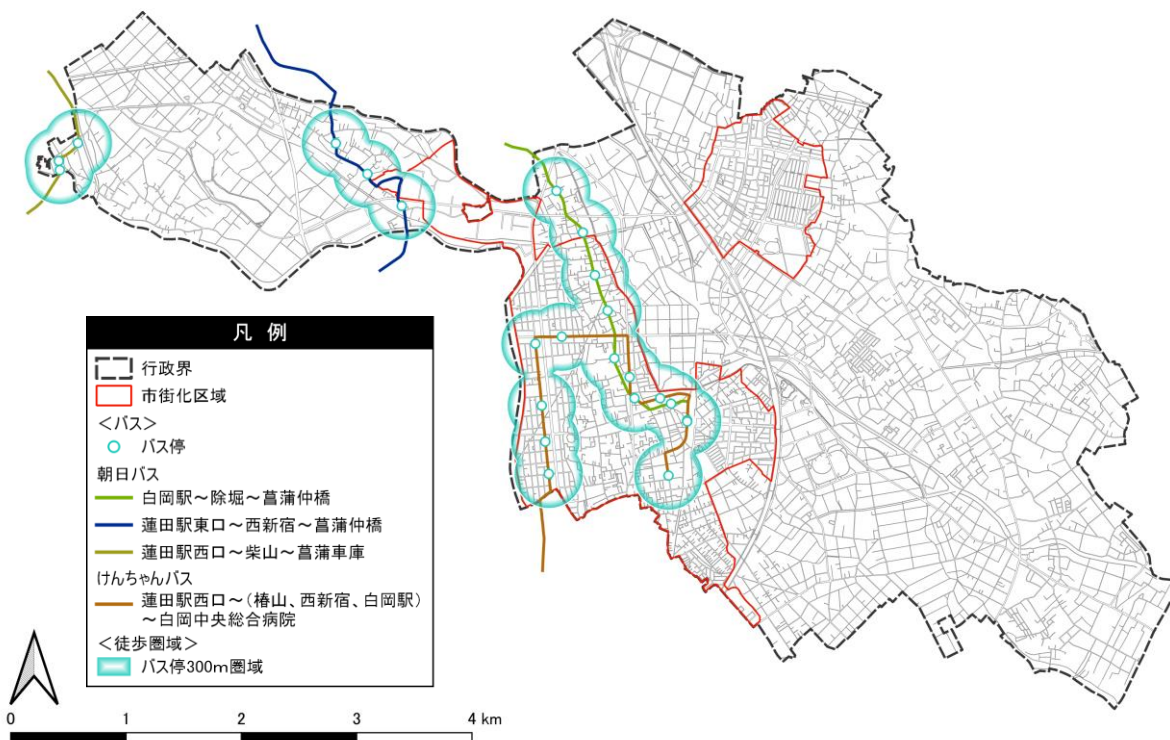 凡 例
行政界
市街化区域
<バス>
バス停
朝日バス
白岡駅～除堀～菖蒲仲橋
蓮田駅東口～西新宿～菖蒲仲橋
蓮田駅西口～柴山～菖蒲車庫
けんちゃんバス
蓮田駅西口～(椿山、西新宿、白岡駅)
～白岡中央総合病院
<徒歩圏域>
バス停300m圏域
0 1 2 3 4 km